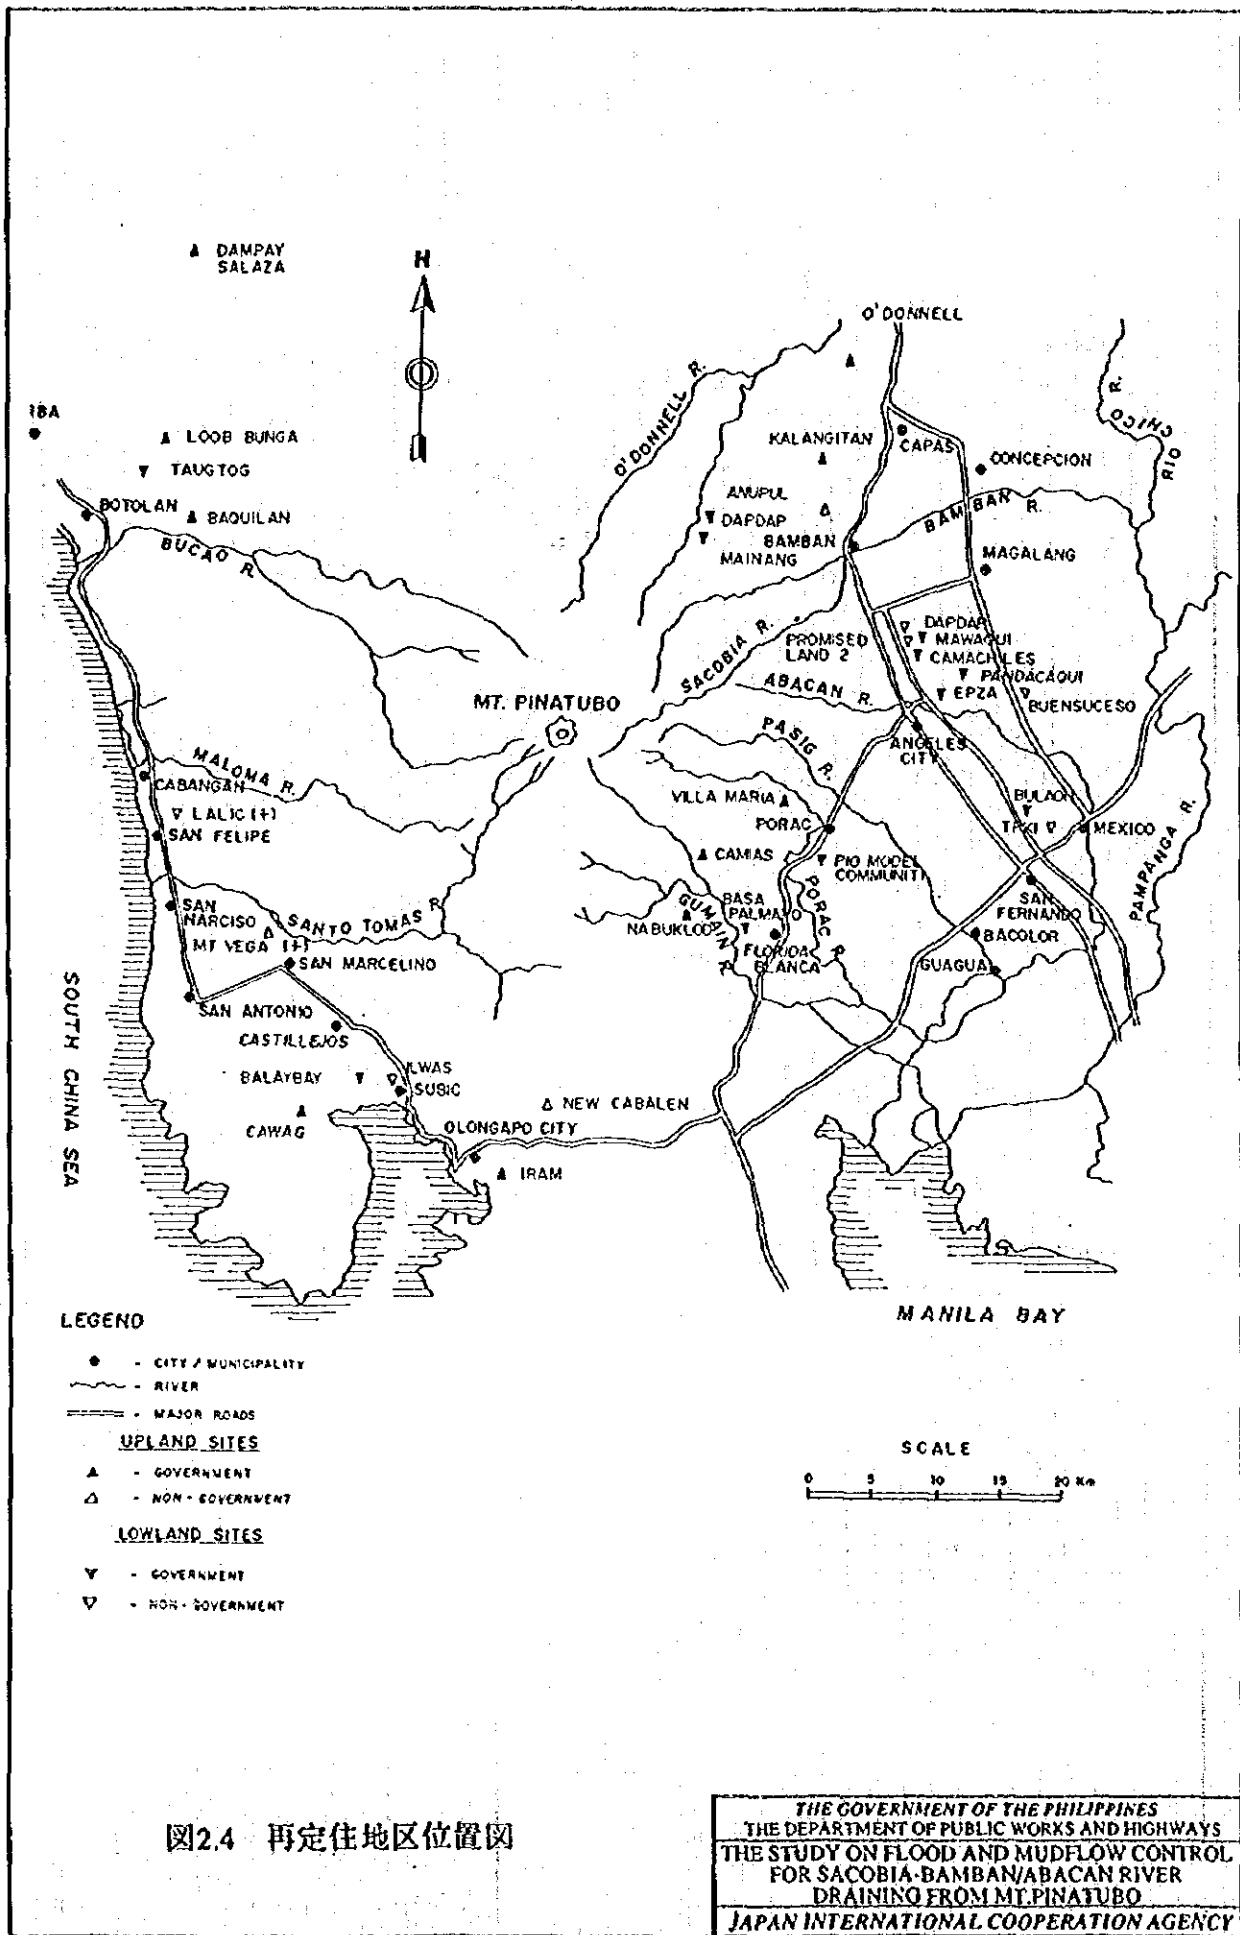 DAMPAY
SALAZA
N
O'DONNELL
O'DONNELL R.
RIO CHICO R.
IBA
LOOB BUNGA
TAUGTOG
BOTOLAN
BAQUILAN
BUCAO R.
KALANGITAN
CAPAS
CONCEPCION
ANUPUL
DAPDAP
BAMBAN
MAINANG
BAMBAN R.
MAGALANG
DAPDAP
MAWAQUI
CAMACHILES
PANDACAQUI
EPZA
BUENSUCESO
PROMISED
LAND 2
SACOBIA R.
ABACAN R.
MT. PINATUBO
PASIG R.
ANGELES
CITY
MALOMA R.
CABANGAN
LALIC (+)
SAN FELIPE
VILLA MARIA
PORAC
BULAON
MEXICO
PAMPANGA R.
CAMIAS
PIO MODEL
COMMUNITY
PORAC R.
GUMAIN R.
BASA
PALMAYO
NABUKLOD
FLORIDA
BLANCA
SAN
FERNANDO
BACOLOR
GUAGUA
SAN
NARCISO
SANTO TOMAS R.
MT VEGA (+)
SAN MARCELINO
SAN ANTONIO
CASTILLEJOS
BALAYBAY
ILWAS
SUBIC
CAWAG
NEW CABALEN
OLONGAPO CITY
IRAM
SOUTH CHINA SEA
MANILA BAY
LEGEND
- CITY / MUNICIPALITY
- RIVER
- MAJOR ROADS
UPLAND SITES
- GOVERNMENT
- NON-GOVERNMENT
LOWLAND SITES
- GOVERNMENT
- NON-GOVERNMENT
SCALE
0 5 10 15 20 Km
図2.4 再定住地区位置図
THE GOVERNMENT OF THE PHILIPPINES
THE DEPARTMENT OF PUBLIC WORKS AND HIGHWAYS
THE STUDY ON FLOOD AND MUDFLOW CONTROL
FOR SACOBIA-BAMBAN/ABACAN RIVER
DRAINING FROM MT.PINATUBO
JAPAN INTERNATIONAL COOPERATION AGENCY